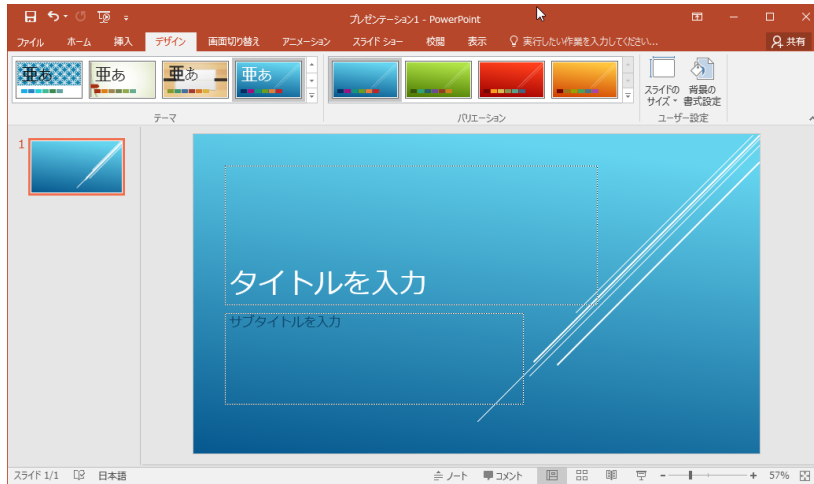 プレゼンテーション1 - PowerPoint
ファイル ホーム 挿入 デザイン 画面切り替え アニメーション スライド ショー 校閲 表示 実行したい作業を入力してください... 共有
亜あ 亜あ 亜あ 亜あ
スライドの サイズ
背景の 書式設定
テーマ バリエーション ユーザー設定
1
タイトルを入力
サブタイトルを入力
スライド 1/1 日本語 ノート コメント 57%